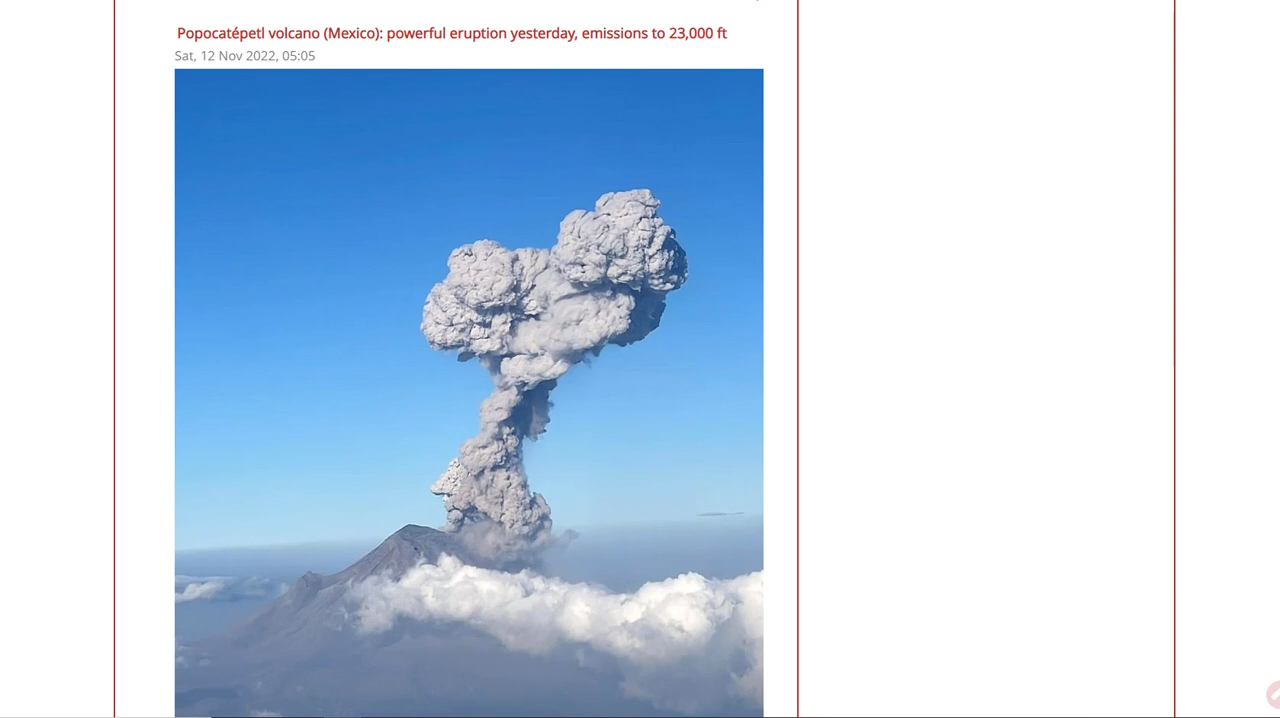 Popocatépetl volcano (Mexico): powerful eruption yesterday, emissions to 23,000 ft
Sat, 12 Nov 2022, 05:05